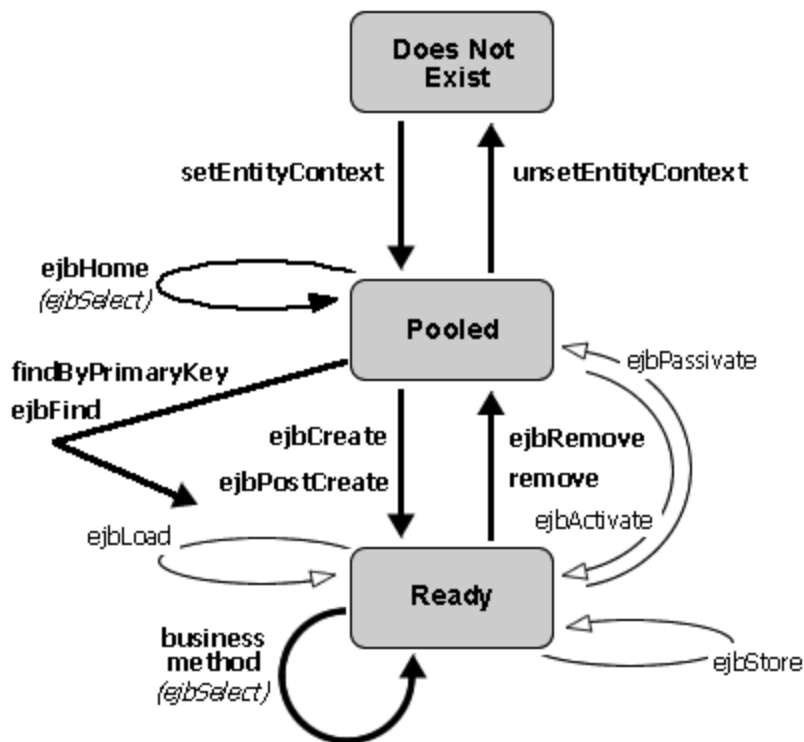 Does Not
Exist
setEntityContext
unsetEntityContext
ejbHome
(ejbSelect)
Pooled
ejbPassivate
findByPrimaryKey
ejbFind
ejbCreate
ejbRemove
ejbPostCreate
remove
ejbActivate
ejbLoad
Ready
business
method
(ejbSelect)
ejbStore